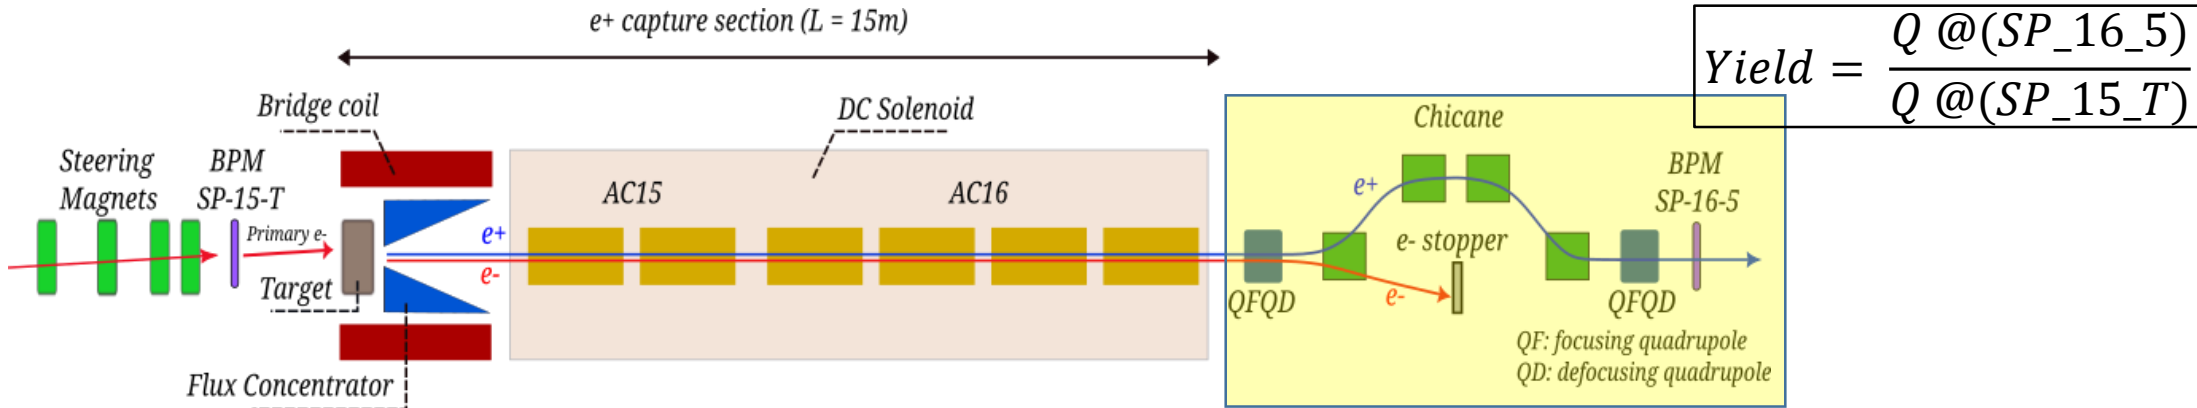 e+ capture section (L = 15m)
Yield = Q @(SP_16_5)
Q @(SP_15_T)
Bridge coil
DC Solenoid
Chicane
Steering
Magnets
BPM
SP-15-T
AC15
AC16
BPM
SP-16-5
e+
Primary e-
e+
e- stopper
e-
Target
e-
QFQD
QFQD
QF: focusing quadrupole
QD: defocusing quadrupole
Flux Concentrator